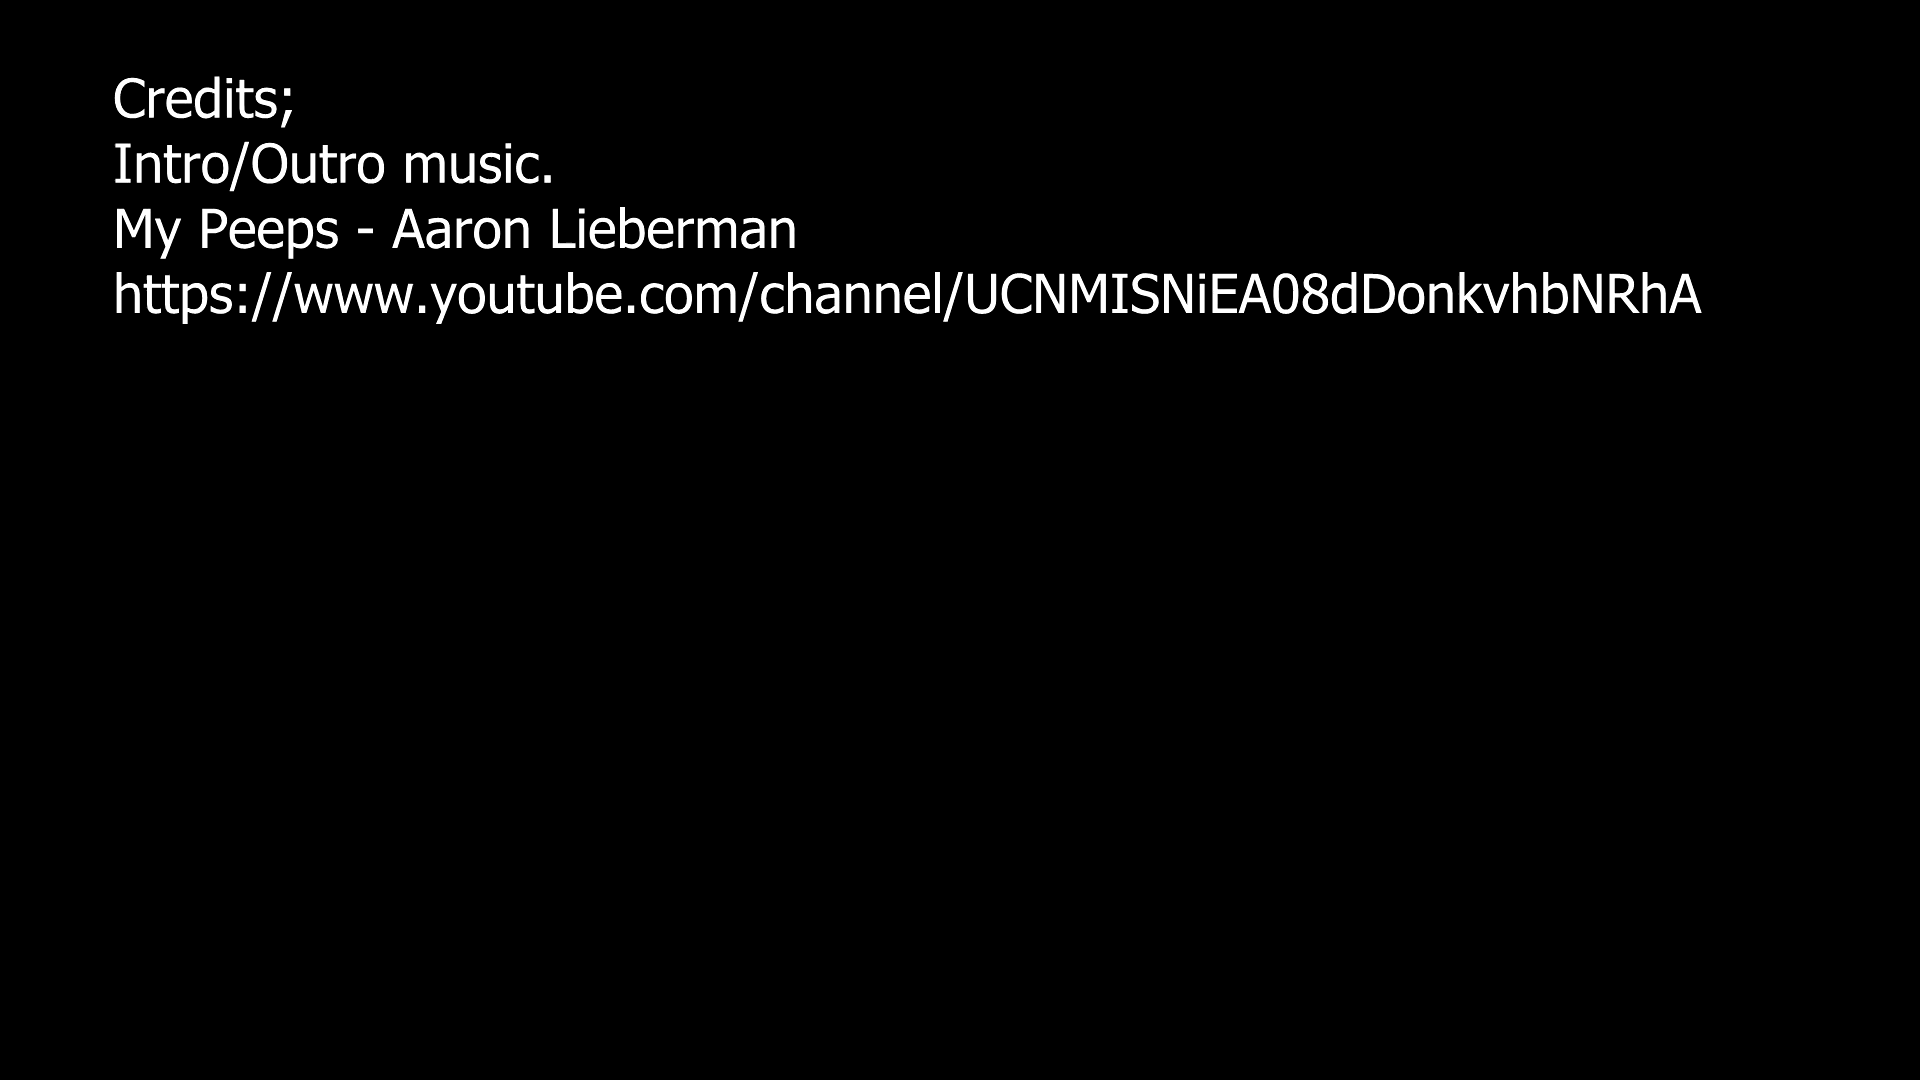 Credits;
Intro/Outro music.
My Peeps - Aaron Lieberman
https://www.youtube.com/channel/UCNMISNiEA08dDonkvhbNRhA